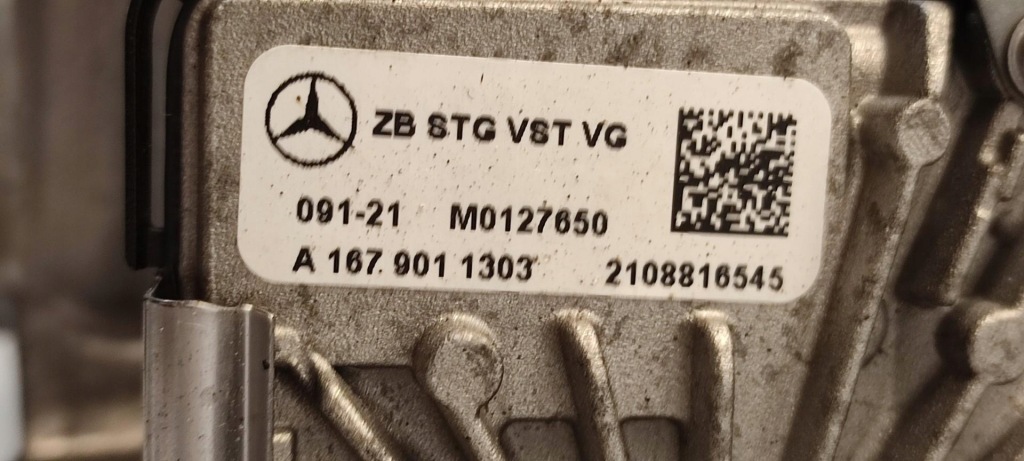 ZB STG VST VG
091-21 M0127650
A 167 901 1303 2108816545